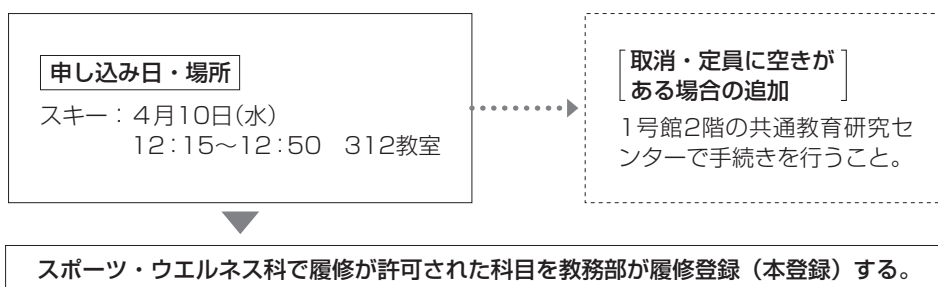 申し込み日・場所
スキー：4月10日(水)
12：15～12：50　312教室
取消・定員に空きが
ある場合の追加
1号館2階の共通教育研究セ
ンターで手続きを行うこと。
スポーツ・ウエルネス科で履修が許可された科目を教務部が履修登録（本登録）する。